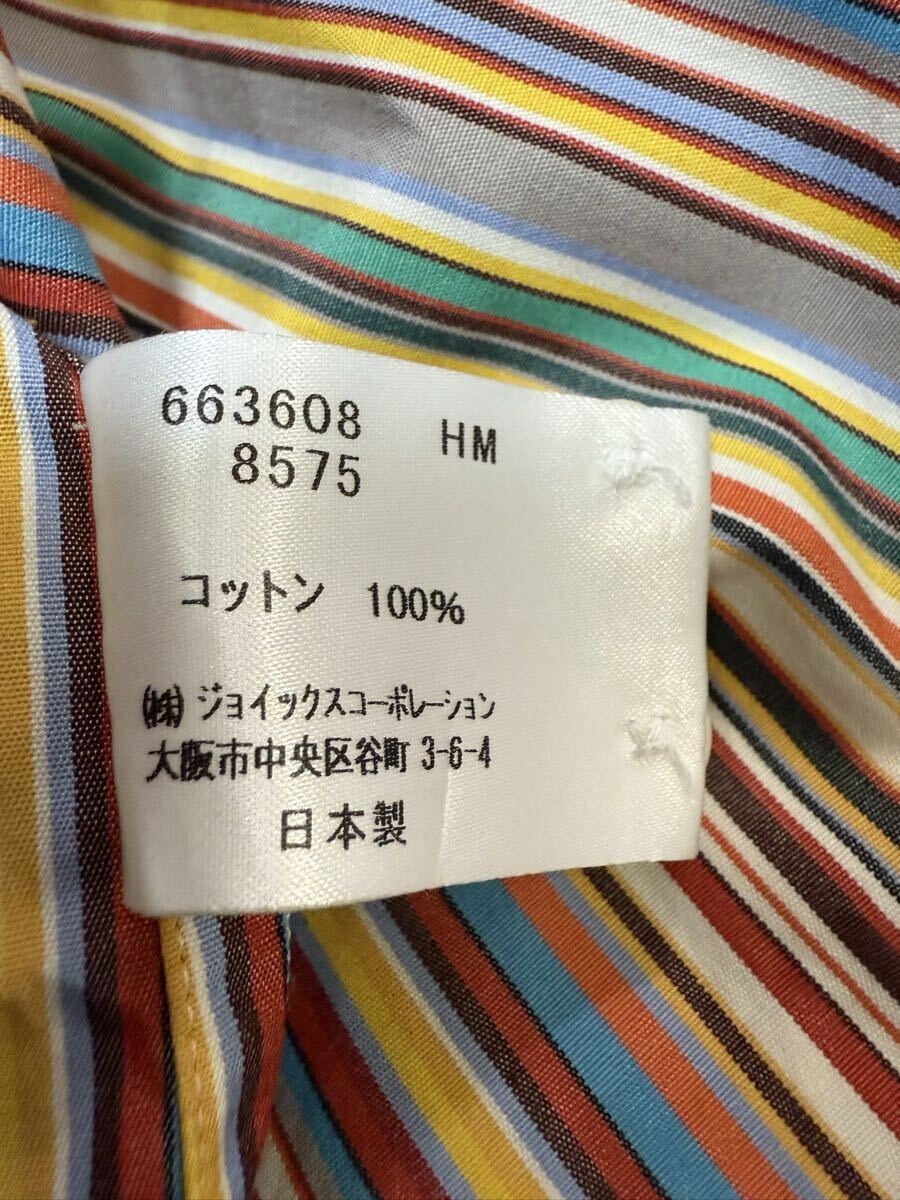 663608 HM
8575
コットン 100%
㈱ジョイックスコーポレーション
大阪市中央区谷町 3-6-4
日本製